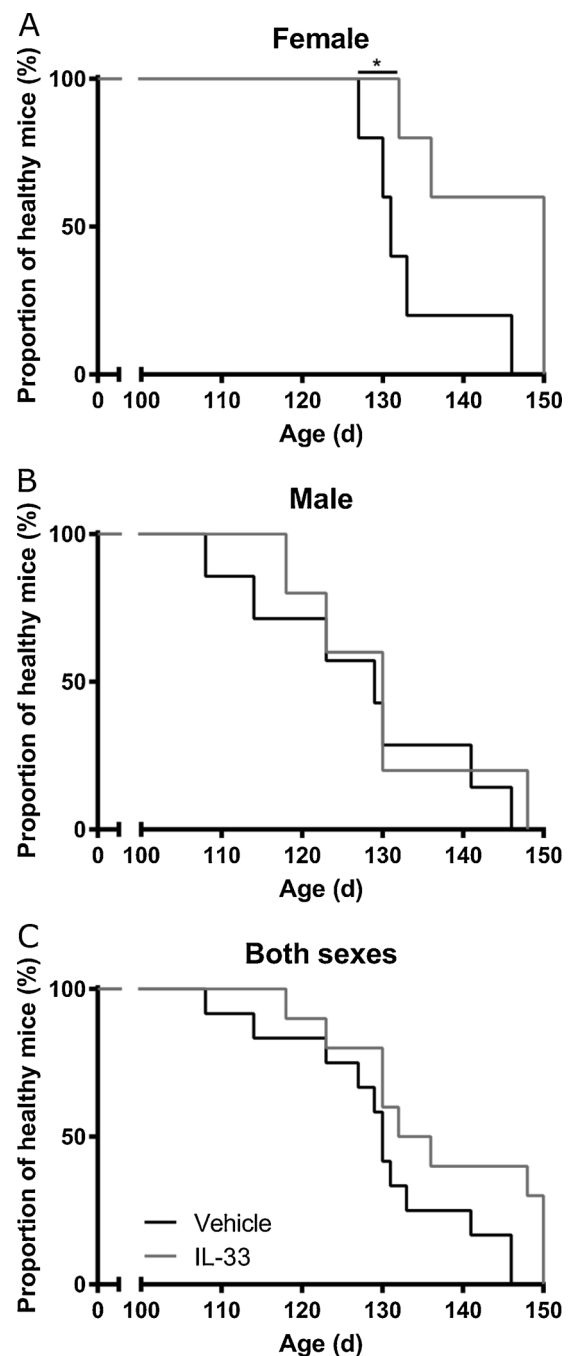 A
Female
Proportion of healthy mice (%)
100
50
0
*
0 100 110 120 130 140 150
Age (d)
B
Male
Proportion of healthy mice (%)
100
50
0
0 100 110 120 130 140 150
Age (d)
C
Both sexes
Proportion of healthy mice (%)
100
50
0
Vehicle
IL-33
0 100 110 120 130 140 150
Age (d)